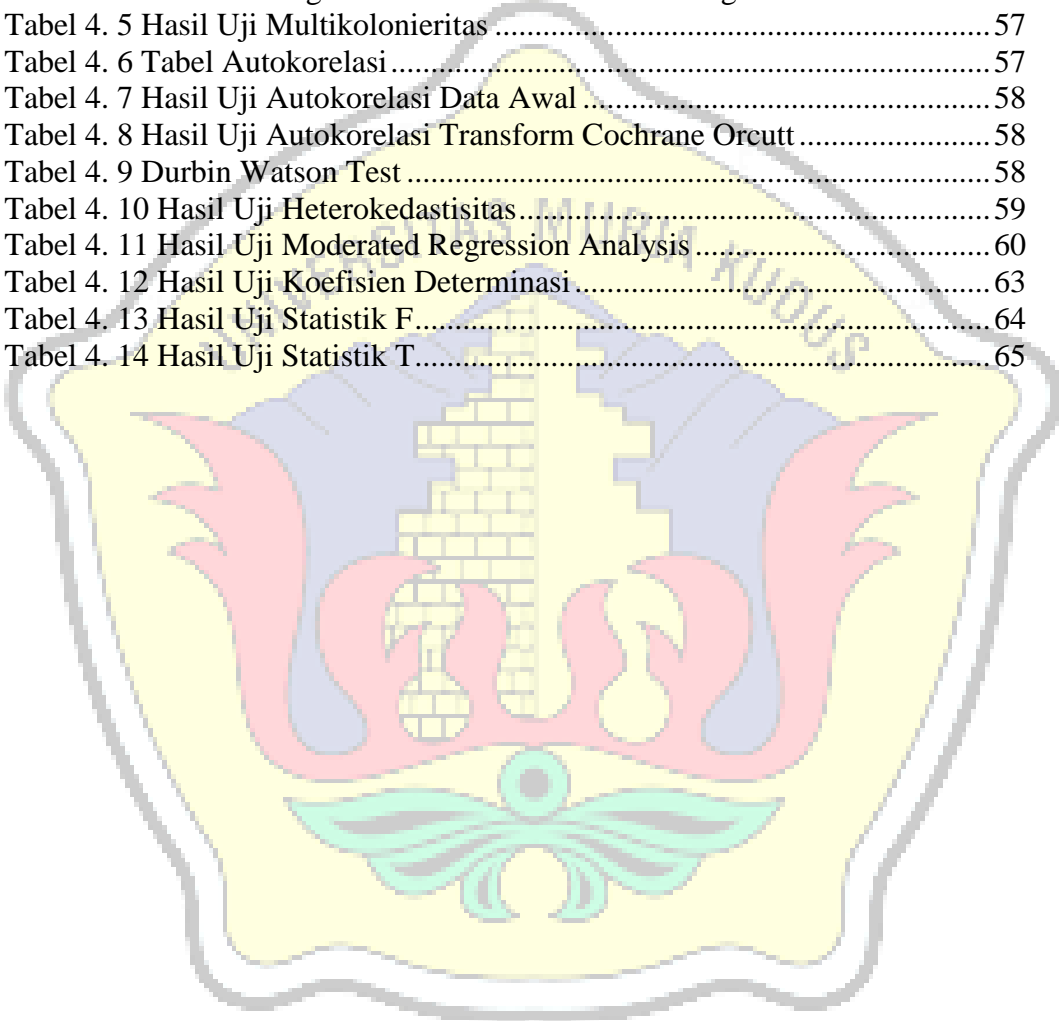 Tabel 4. 5 Hasil Uji Multikolonieritas ........................................................................................ 57
Tabel 4. 6 Tabel Autokorelasi ........................................................................................ 57
Tabel 4. 7 Hasil Uji Autokorelasi Data Awal ........................................................................................ 58
Tabel 4. 8 Hasil Uji Autokorelasi Transform Cochrane Orcutt ........................................................................................ 58
Tabel 4. 9 Durbin Watson Test ........................................................................................ 58
Tabel 4. 10 Hasil Uji Heterokedastisitas ........................................................................................ 59
Tabel 4. 11 Hasil Uji Moderated Regression Analysis ........................................................................................ 60
Tabel 4. 12 Hasil Uji Koefisien Determinasi ........................................................................................ 63
Tabel 4. 13 Hasil Uji Statistik F ........................................................................................ 64
Tabel 4. 14 Hasil Uji Statistik T ........................................................................................ 65
UNIVERSITAS MURIA KUDUS